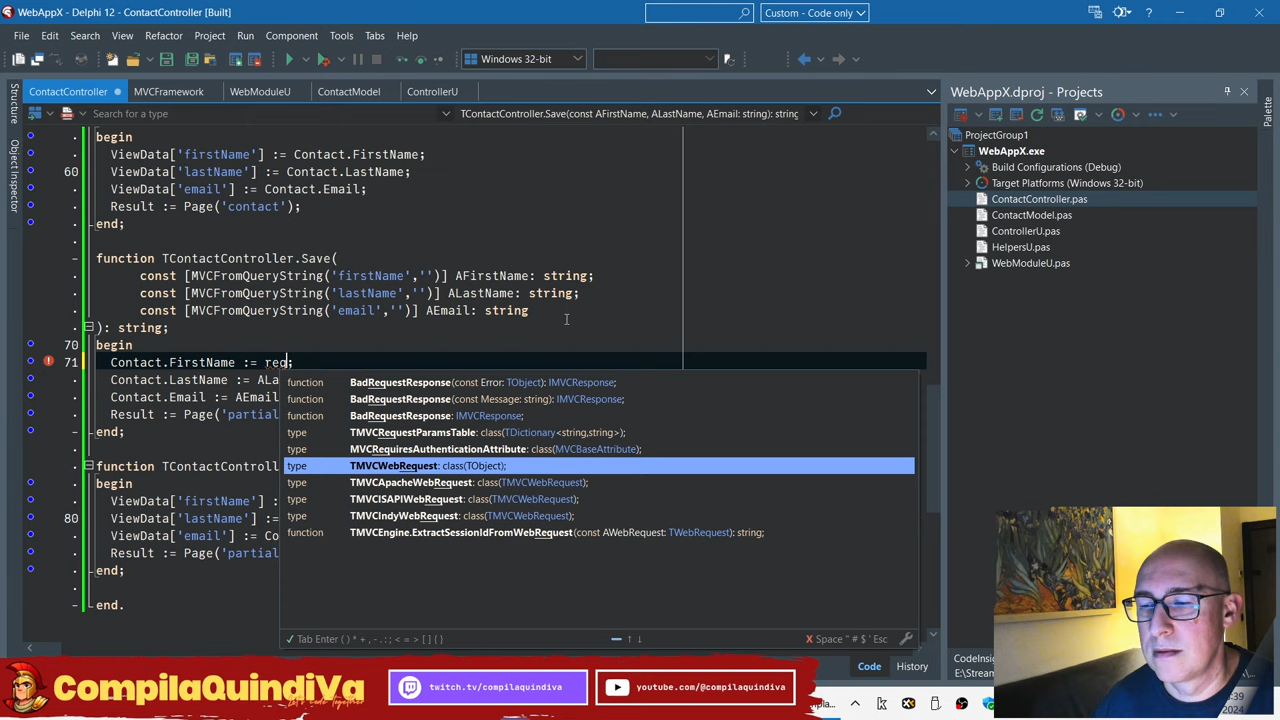 WebAppX - Delphi 12 - ContactController [Built]
Custom - Code only
File Edit Search View Refactor Project Run Component Tools Tabs Help
Windows 32-bit
ContactController MVCFramework WebModuleU ContactModel ControllerU
Search for a type
TContactController.Save(const AFirstName, ALastName, AEmail: string): string
Structure
Object Inspector
begin
ViewData['firstName'] := Contact.FirstName;
60 ViewData['lastName'] := Contact.LastName;
ViewData['email'] := Contact.Email;
Result := Page('contact');
end;
function TContactController.Save(
const [MVCFromQueryString('firstName','')] AFirstName: string;
const [MVCFromQueryString('lastName','')] ALastName: string;
const [MVCFromQueryString('email','')] AEmail: string
): string;
70 begin
71 Contact.FirstName := req;
Contact.LastName := ALa
Contact.Email := AEmail
Result := Page('partial
end;
function TContactControll
begin
ViewData['firstName'] :
80 ViewData['lastName'] :=
ViewData['email'] := Co
Result := Page('partial
end;
end.
function BadRequestResponse(const Error: TObject): IMVCResponse;
function BadRequestResponse(const Message: string): IMVCResponse;
function BadRequestResponse: IMVCResponse;
type TMVCRequestParamsTable: class(TDictionary<string,string>);
type MVCRequiresAuthenticationAttribute: class(MVCBaseAttribute);
type TMVCWebRequest: class(TObject);
type TMVCApacheWebRequest: class(TMVCWebRequest);
type TMVCISAPIWebRequest: class(TMVCWebRequest);
type TMVCIndyWebRequest: class(TMVCWebRequest);
function TMVCEngine.ExtractSessionIdFromWebRequest(const AWebRequest: TWebRequest): string;
Tab Enter ( ) * + , - . : ; < = > [ ] { }
X Space " # $ ' Esc
Code History
WebAppX.dproj - Projects
ProjectGroup1
WebAppX.exe
Build Configurations (Debug)
Target Platforms (Windows 32-bit)
ContactController.pas
ContactModel.pas
ControllerU.pas
HelpersU.pas
WebModuleU.pas
Palette
CodeInsi
E:\Stream
CompilaQuindiVa
Let's code Together
twitch.tv/compilaquindiva
youtube.com/@compilaquindiva